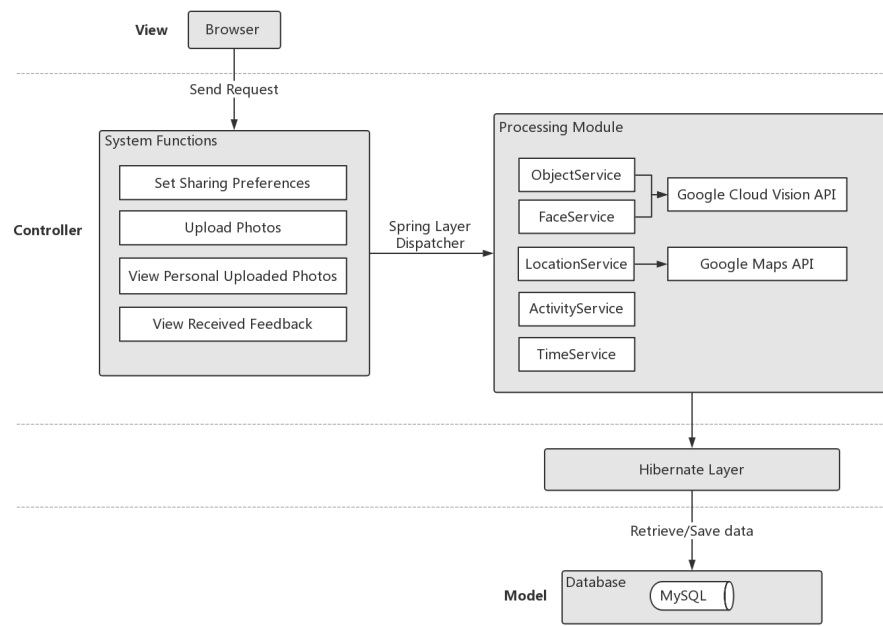 View
Browser
Send Request
System Functions
Set Sharing Preferences
Upload Photos
View Personal Uploaded Photos
View Received Feedback
Controller
Spring Layer
Dispatcher
Processing Module
ObjectService
FaceService
Google Cloud Vision API
LocationService
Google Maps API
ActivityService
TimeService
Hibernate Layer
Retrieve/Save data
Model
Database
MySQL